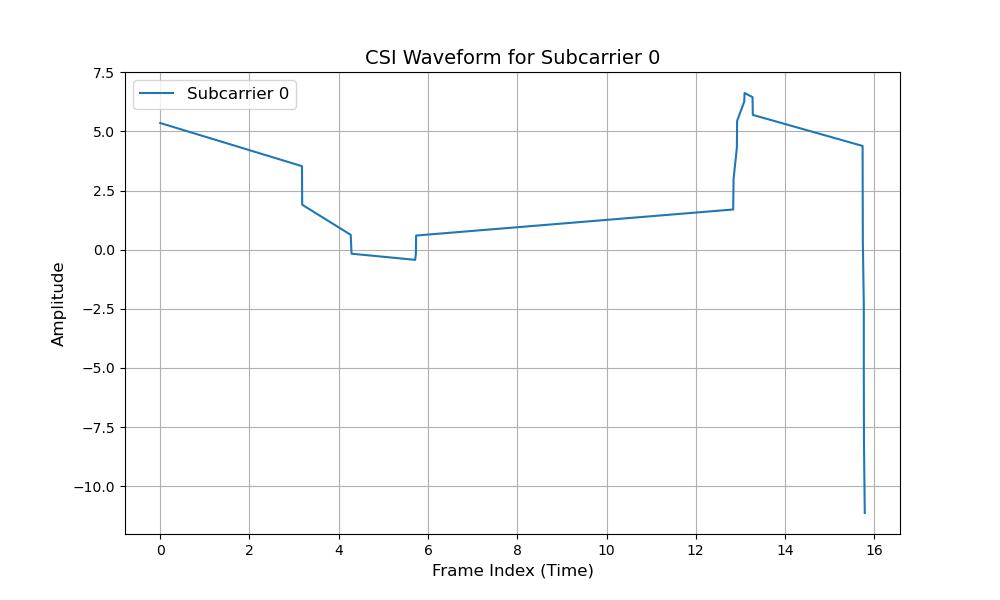 CSI Waveform for Subcarrier 0
Subcarrier 0
7.5
5.0
2.5
0.0
−2.5
−5.0
−7.5
−10.0
Amplitude
0 2 4 6 8 10 12 14 16
Frame Index (Time)